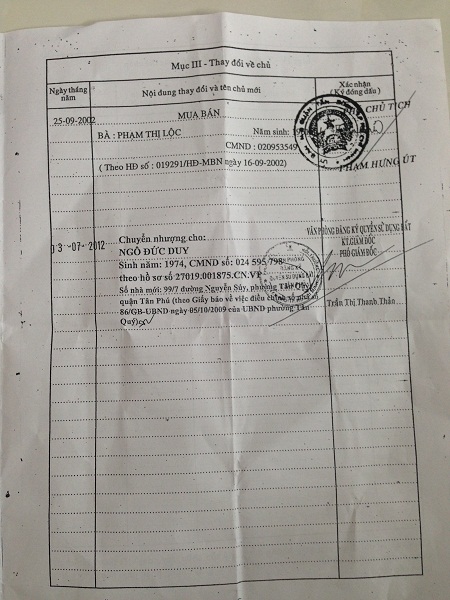 Mục III - Thay đổi về chủ
Ngày tháng năm
Nội dung thay đổi và tên chủ mới
Xác nhận
( Ký đóng dấu )
25-09-2002
MUA BÁN
BÀ : PHẠM THỊ LỘC
Năm sinh:
CMND : 020953549
( Theo HĐ số : 019291/HĐ-MBN ngày 16-09-2002)
CHỦ TỊCH
PHẠM HÙNG ÚT
03-07-2012
Chuyển nhượng cho:
NGÔ ĐỨC DUY
Sinh năm: 1974, CMND số: 024 595 798
theo hồ sơ số 7019.001875.CN.VP
Số nhà mới: 99/7 đường Nguyễn Súy, phường Tân Quý
quận Tân Phú (theo Giấy báo về việc điều chỉnh số nhà số
86/GB-UBND ngày 05/10/2009 của UBND phường Tân
Quý)
VĂN PHÒNG ĐĂNG KÝ QUYỀN SỬ DỤNG ĐẤT
KT.GIÁM ĐỐC
PHÓ GIÁM ĐỐC
Trần Thị Thanh Thảo